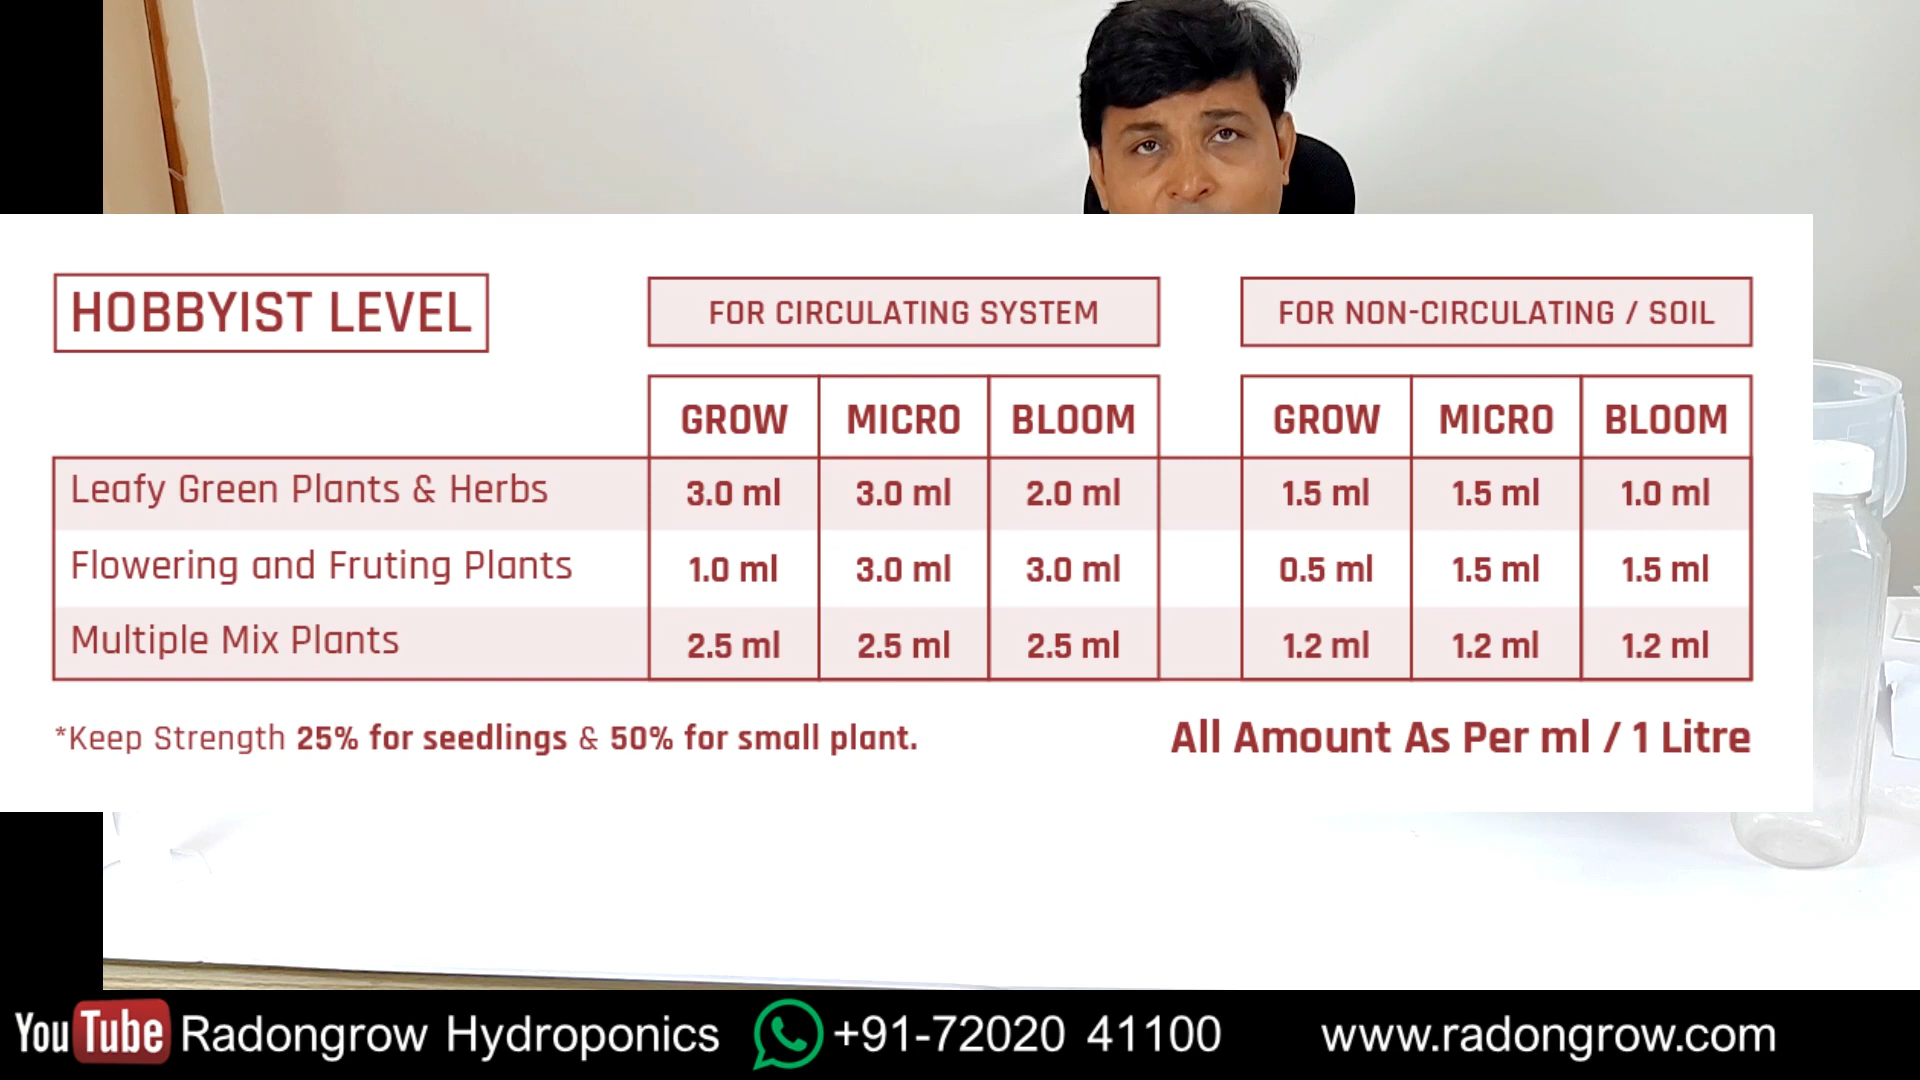 HOBBYIST LEVEL
FOR CIRCULATING SYSTEM
FOR NON-CIRCULATING / SOIL
GROW MICRO BLOOM GROW MICRO BLOOM
Leafy Green Plants & Herbs 3.0 ml 3.0 ml 2.0 ml 1.5 ml 1.5 ml 1.0 ml
Flowering and Fruting Plants 1.0 ml 3.0 ml 3.0 ml 0.5 ml 1.5 ml 1.5 ml
Multiple Mix Plants 2.5 ml 2.5 ml 2.5 ml 1.2 ml 1.2 ml 1.2 ml
*Keep Strength 25% for seedlings & 50% for small plant.
All Amount As Per ml / 1 Litre
YouTube Radongrow Hydroponics +91-72020 41100 www.radongrow.com